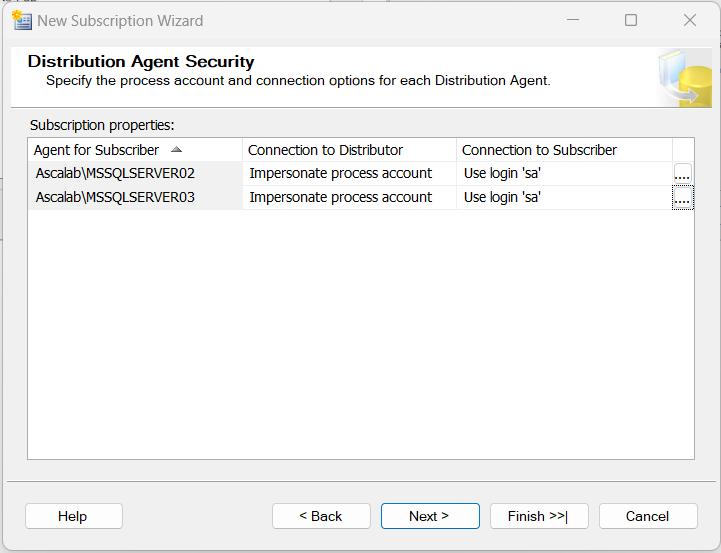 New Subscription Wizard
Distribution Agent Security
Specify the process account and connection options for each Distribution Agent.
Subscription properties:
Agent for Subscriber Connection to Distributor Connection to Subscriber
Ascalab\MSSQLSERVER02 Impersonate process account Use login 'sa' ....
Ascalab\MSSQLSERVER03 Impersonate process account Use login 'sa' ....
Help < Back Next > Finish >>| Cancel